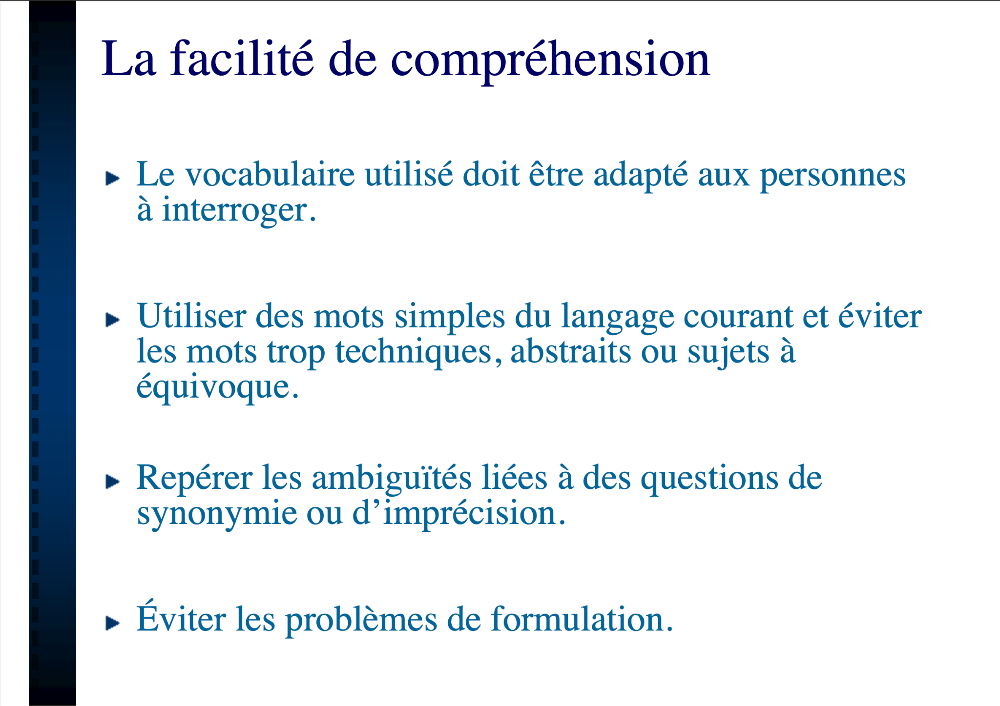 La facilité de compréhension
Le vocabulaire utilisé doit être adapté aux personnes
à interroger.
Utiliser des mots simples du langage courant et éviter
les mots trop techniques, abstraits ou sujets à
équivoque.
Repérer les ambiguïtés liées à des questions de
synonymie ou d’imprécision.
Éviter les problèmes de formulation.